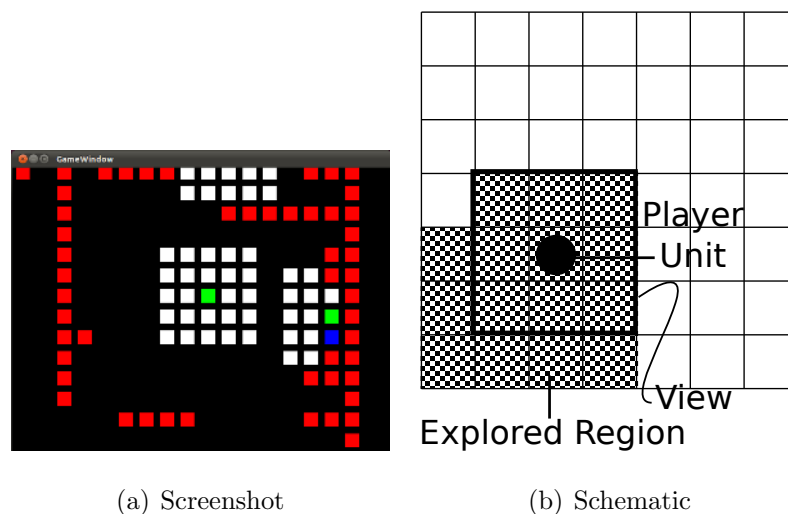 GameWindow
Player
Unit
View
Explored Region
(a) Screenshot
(b) Schematic